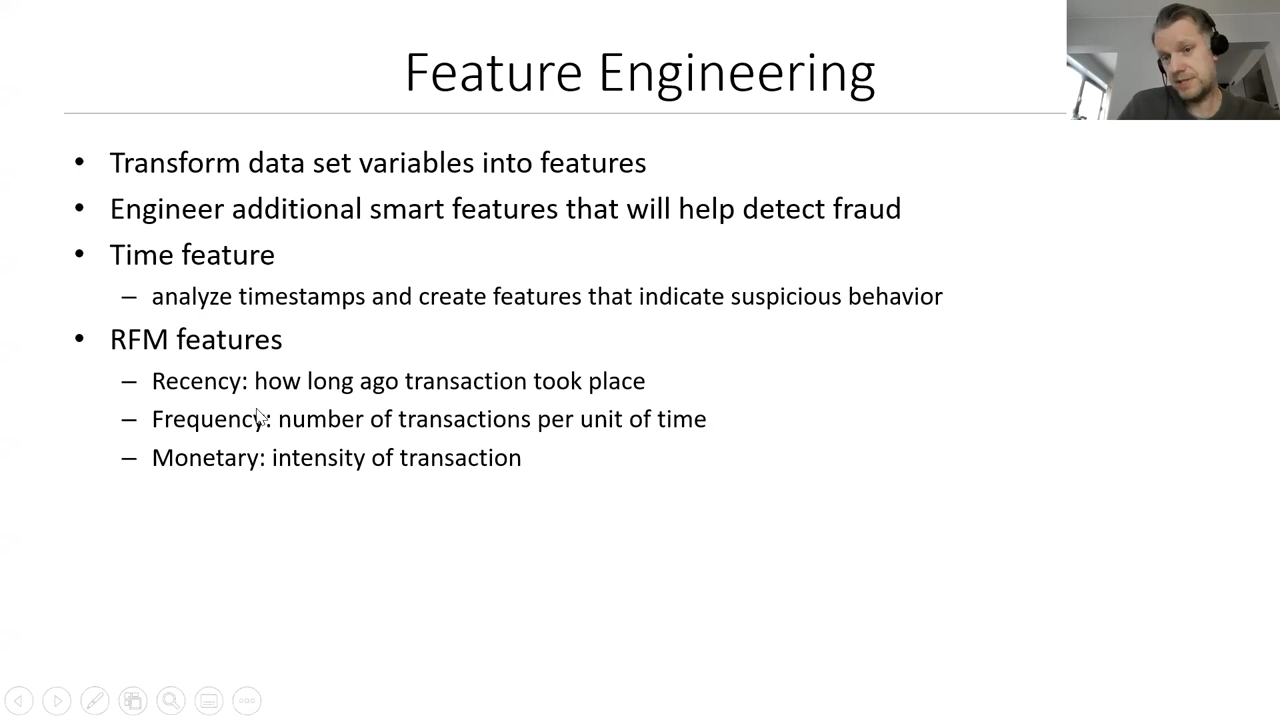 Feature Engineering
• Transform data set variables into features
• Engineer additional smart features that will help detect fraud
• Time feature
– analyze timestamps and create features that indicate suspicious behavior
• RFM features
– Recency: how long ago transaction took place
– Frequency: number of transactions per unit of time
– Monetary: intensity of transaction